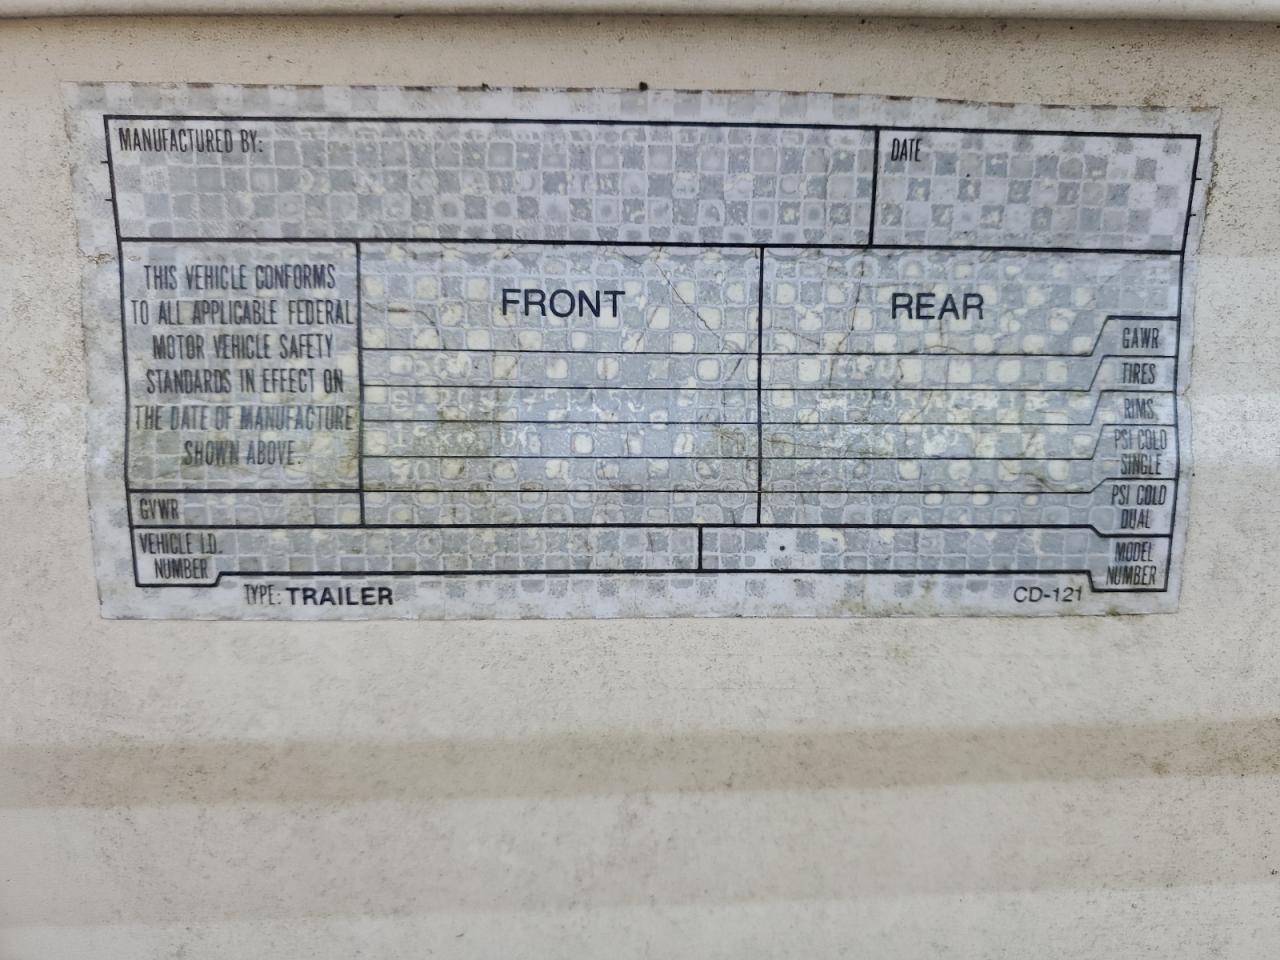 MANUFACTURED BY:
DATE
THIS VEHICLE CONFORMS
TO ALL APPLICABLE FEDERAL
MOTOR VEHICLE SAFETY
STANDARDS IN EFFECT ON
THE DATE OF MANUFACTURE
SHOWN ABOVE.
FRONT
REAR
GAWR
TIRES
RIMS
PSI COLD
SINGLE
PSI COLD
DUAL
GVWR
VEHICLE I.D.
NUMBER
MODEL
NUMBER
TYPE: TRAILER
CD-121